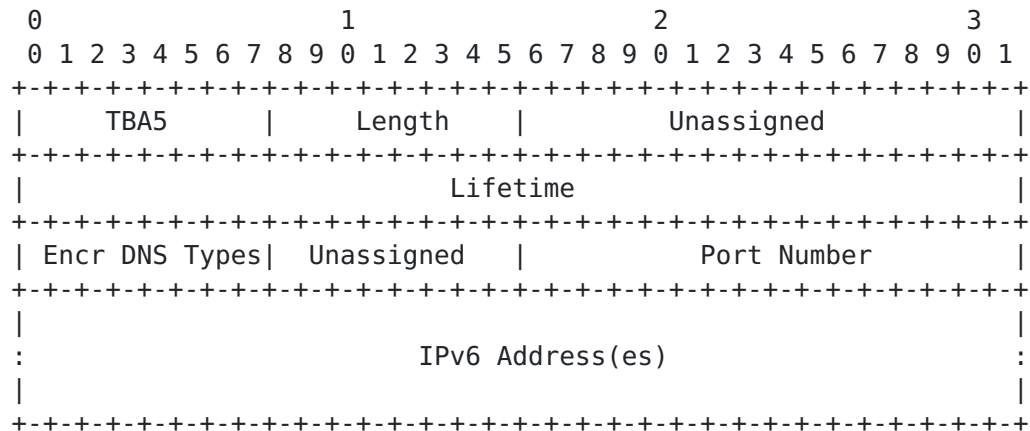 0                   1                   2                   3
0 1 2 3 4 5 6 7 8 9 0 1 2 3 4 5 6 7 8 9 0 1 2 3 4 5 6 7 8 9 0 1
+-+-+-+-+-+-+-+-+-+-+-+-+-+-+-+-+-+-+-+-+-+-+-+-+-+-+-+-+-+-+-+-+
|     TBA5      |     Length    |         Unassigned            |
+-+-+-+-+-+-+-+-+-+-+-+-+-+-+-+-+-+-+-+-+-+-+-+-+-+-+-+-+-+-+-+-+
|                           Lifetime                            |
+-+-+-+-+-+-+-+-+-+-+-+-+-+-+-+-+-+-+-+-+-+-+-+-+-+-+-+-+-+-+-+-+
| Encr DNS Types|  Unassigned   |           Port Number         |
+-+-+-+-+-+-+-+-+-+-+-+-+-+-+-+-+-+-+-+-+-+-+-+-+-+-+-+-+-+-+-+-+
|                                                               |
:                         IPv6 Address(es)                      :
|                                                               |
+-+-+-+-+-+-+-+-+-+-+-+-+-+-+-+-+-+-+-+-+-+-+-+-+-+-+-+-+-+-+-+-+